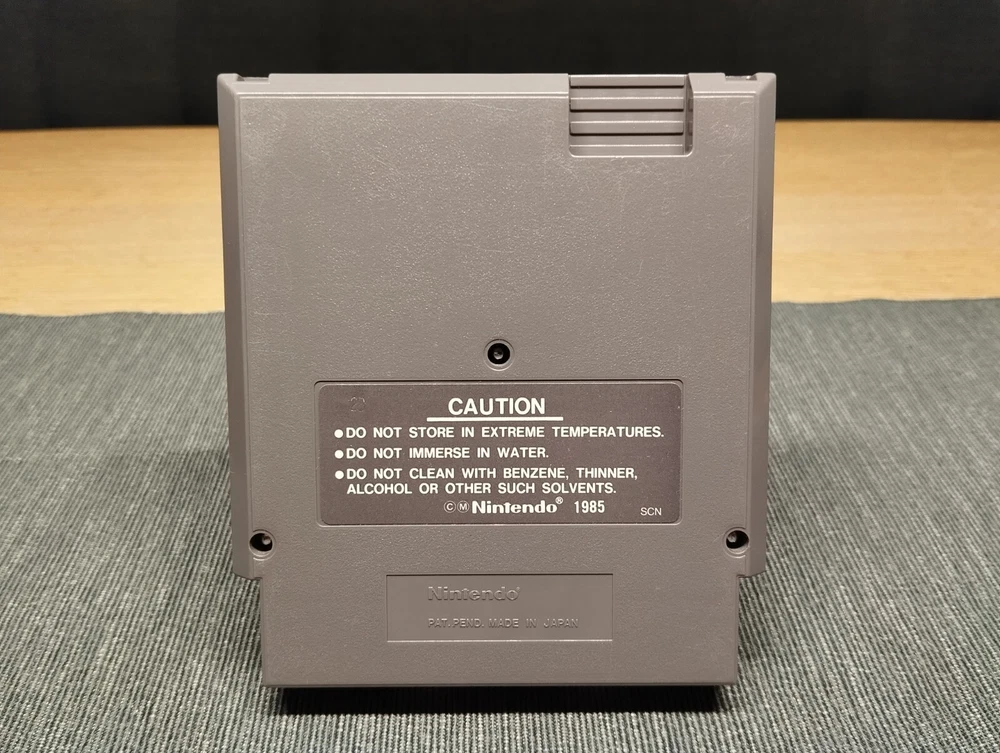 CAUTION
●DO NOT STORE IN EXTREME TEMPERATURES.
●DO NOT IMMERSE IN WATER.
●DO NOT CLEAN WITH BENZENE, THINNER,
ALCOHOL OR OTHER SUCH SOLVENTS.
ⒸⓂNintendo® 1985 SCN
Nintendo®
PAT. PEND. MADE IN JAPAN